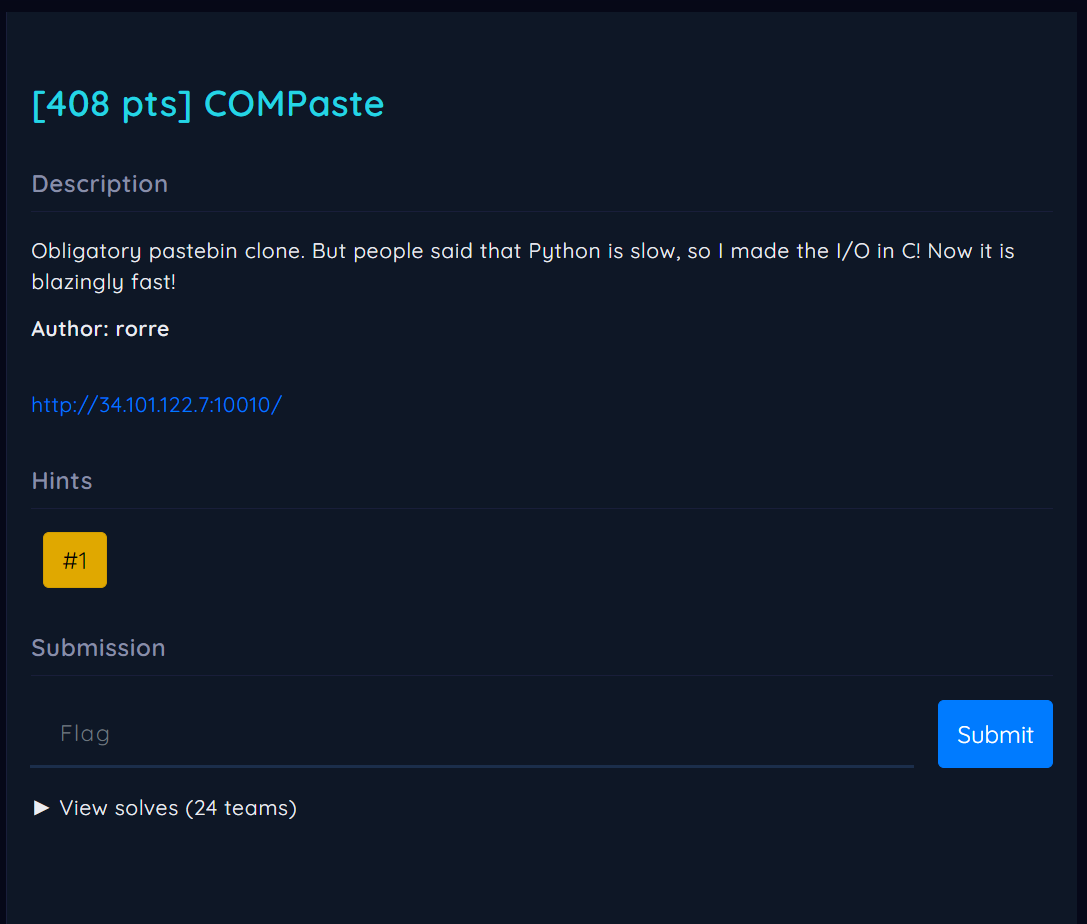 [408 pts] COMPaste
Description
Obligatory pastebin clone. But people said that Python is slow, so I made the I/O in C! Now it is
blazingly fast!
Author: rorre
http://34.101.122.7:10010/
Hints
#1
Submission
Flag
Submit
► View solves (24 teams)